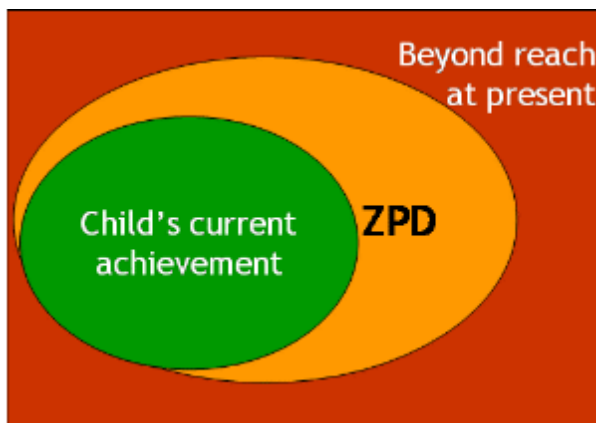 Beyond reach
at present
Child's current
achievement
ZPD